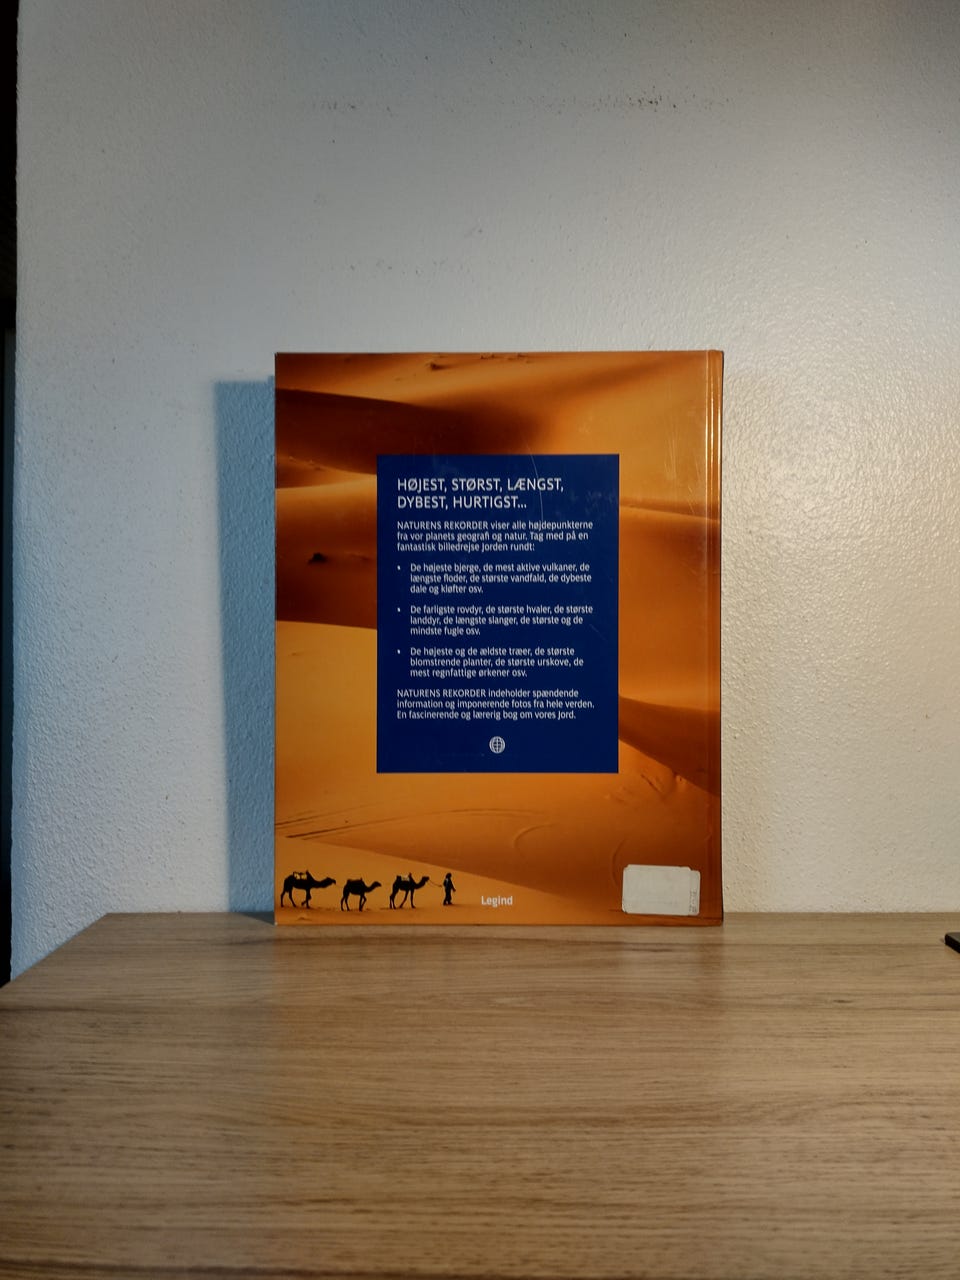 HØJEST, STØRST, LÆNGST,
DYBEST, HURTIGST...
NATURENS REKORDER viser alle højdepunkterne
fra vor planets geografi og natur. Tag med på en
fantastisk billedrejse Jorden rundt:
• De højeste bjerge, de mest aktive vulkaner, de
længste floder, de største vandfald, de dybeste
dale og kløfter osv.
• De farligste rovdyr, de største hvaler, de største
landdyr, de længste slanger, de største og de
mindste fugle osv.
• De højeste og de ældste træer, de største
blomstrende planter, de største urskove, de
mest regnfattige ørkener osv.
NATURENS REKORDER indeholder spændende
information og imponerende fotos fra hele verden.
En fascinerende og lærerig bog om vores Jord.
Legind